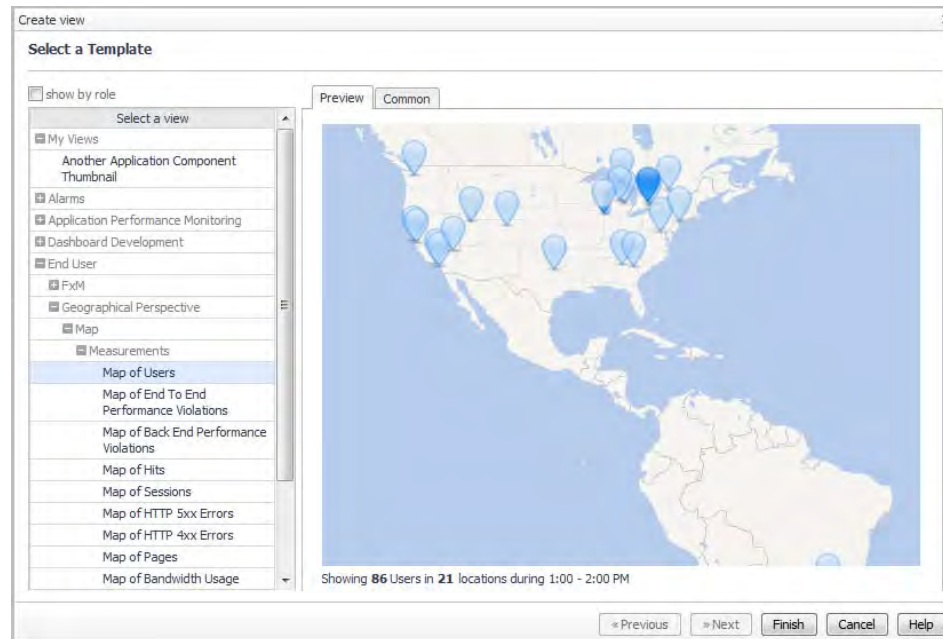 Create view
Select a Template
show by role
Select a view
My Views
Another Application Component
Thumbnail
Alarms
Application Performance Monitoring
Dashboard Development
End User
FxM
Geographical Perspective
Map
Measurements
Map of Users
Map of End To End
Performance Violations
Map of Back End Performance
Violations
Map of Hits
Map of Sessions
Map of HTTP 5xx Errors
Map of HTTP 4xx Errors
Map of Pages
Map of Bandwidth Usage
Preview Common
Showing 86 Users in 21 locations during 1:00 - 2:00 PM
« Previous » Next Finish Cancel Help